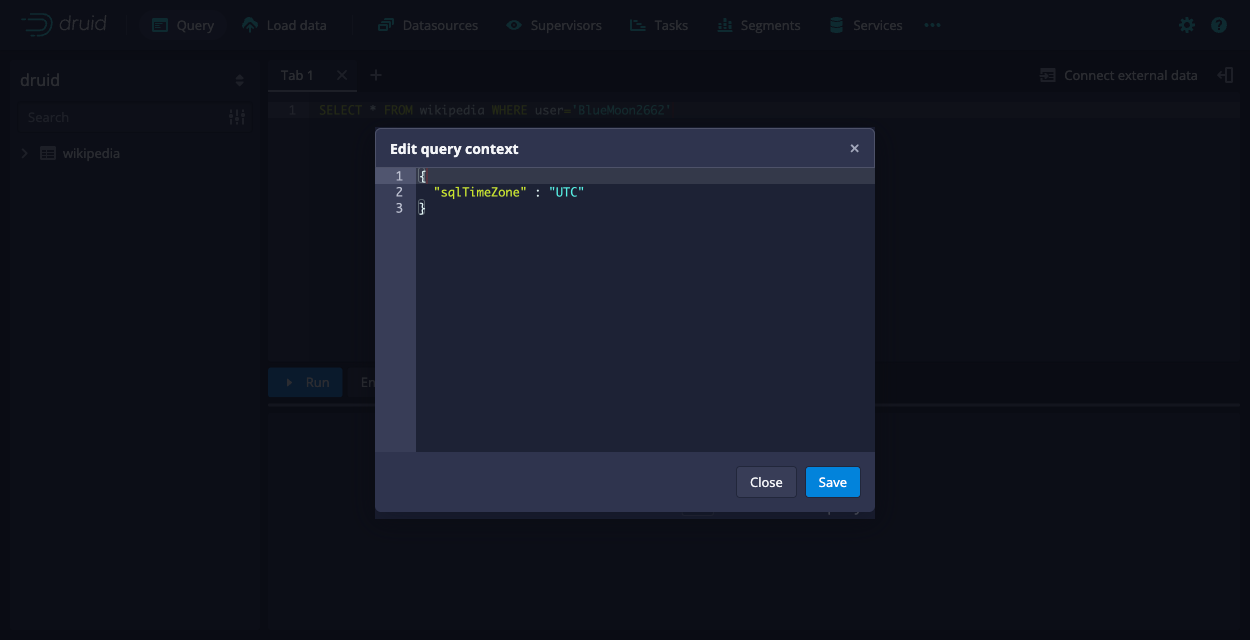 druid
Query
Load data
Datasources
Supervisors
Tasks
Segments
Services
druid
Tab 1
Connect external data
Search
1 SELECT * FROM wikipedia WHERE user='BlueMoon2662'
wikipedia
Edit query context
1 {
2 "sqlTimeZone" : "UTC"
3 }
Run
Close
Save